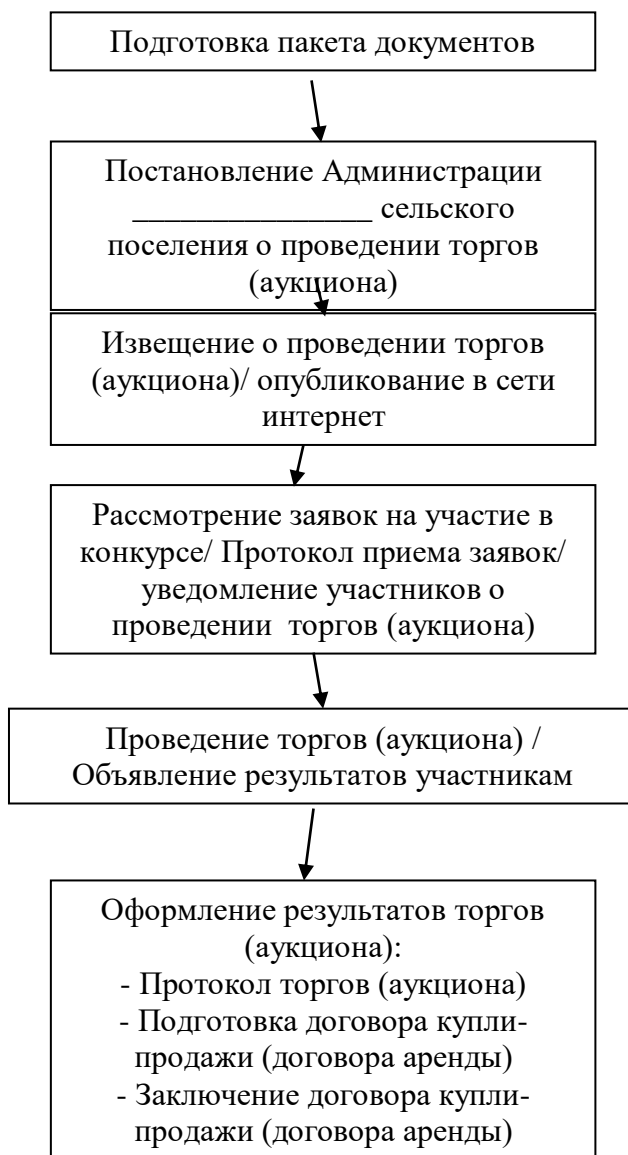 Подготовка пакета документов
Постановление Администрации
_______________ сельского
поселения о проведении торгов
(аукциона)
Извещение о проведении торгов
(аукциона)/ опубликование в сети
интернет
Рассмотрение заявок на участие в
конкурсе/ Протокол приема заявок/
уведомление участников о
проведении  торгов (аукциона)
Проведение торгов (аукциона) /
Объявление результатов участникам
Оформление результатов торгов
(аукциона):
- Протокол торгов (аукциона)
- Подготовка договора купли-
продажи (договора аренды)
- Заключение договора купли-
продажи (договора аренды)